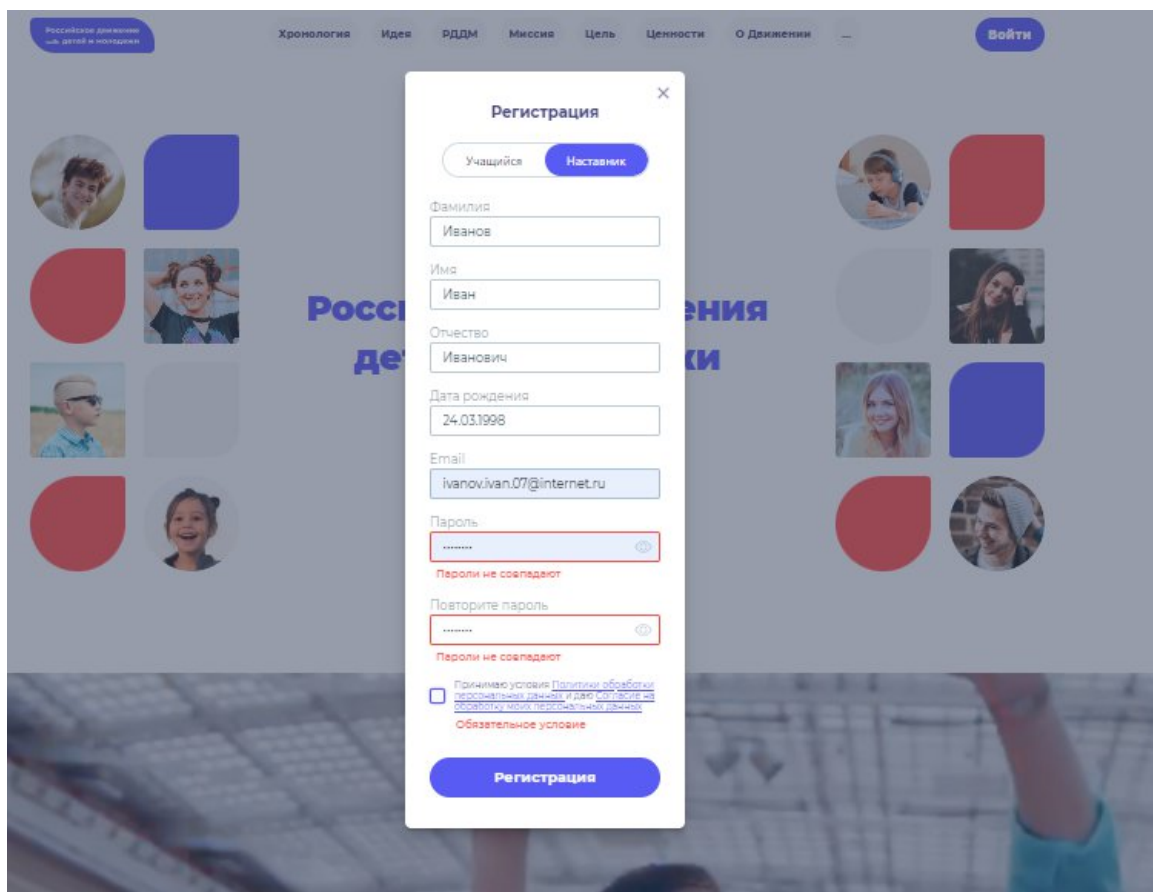 Российское движение
детей и молодежи
Хронология Идея РДДМ Миссия Цель Ценности О Движении ...
Войти
Регистрация
Учащийся Наставник
Фамилия
Иванов
Имя
Иван
Отчество
Иванович
Дата рождения
24.03.1998
Email
ivanov.ivan.07@internet.ru
Пароль
........
Пароли не совпадают
Повторите пароль
........
Пароли не совпадают
Принимаю условия Политики обработки
персональных данных и даю Согласие на
обработку моих персональных данных
Обязательное условие
Регистрация